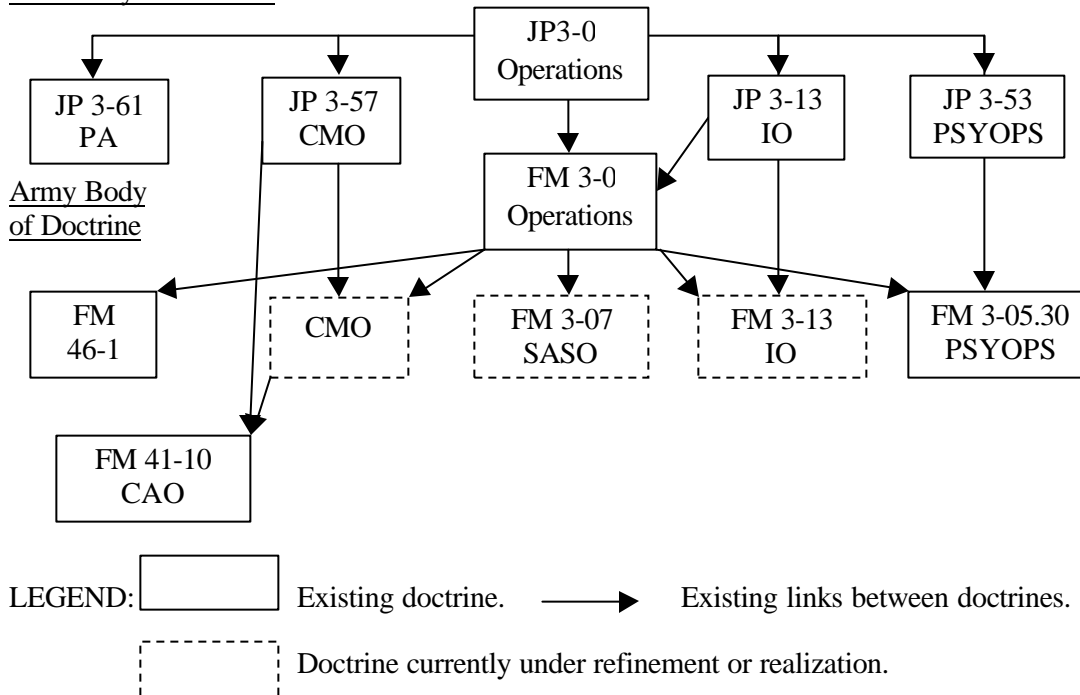 JP3-0
Operations
JP 3-61
PA
JP 3-57
CMO
JP 3-13
IO
JP 3-53
PSYOPS
Army Body
of Doctrine
FM 3-0
Operations
FM
46-1
CMO
FM 3-07
SASO
FM 3-13
IO
FM 3-05.30
PSYOPS
FM 41-10
CAO
LEGEND:
Existing doctrine.
Existing links between doctrines.
Doctrine currently under refinement or realization.